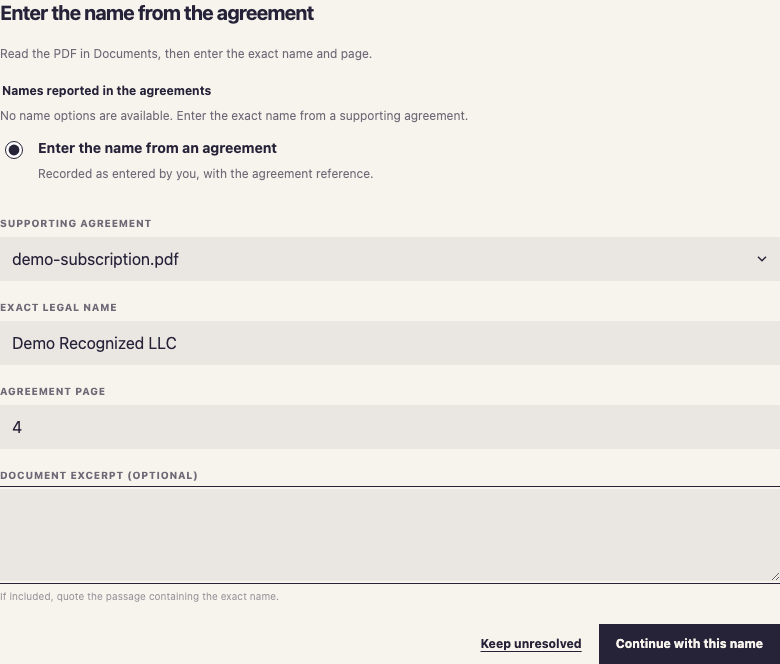 Enter the name from the agreement
Read the PDF in Documents, then enter the exact name and page.
Names reported in the agreements
No name options are available. Enter the exact name from a supporting agreement.
Enter the name from an agreement
Recorded as entered by you, with the agreement reference.
SUPPORTING AGREEMENT
demo-subscription.pdf
EXACT LEGAL NAME
Demo Recognized LLC
AGREEMENT PAGE
4
DOCUMENT EXCERPT (OPTIONAL)
If included, quote the passage containing the exact name.
Keep unresolved
Continue with this name